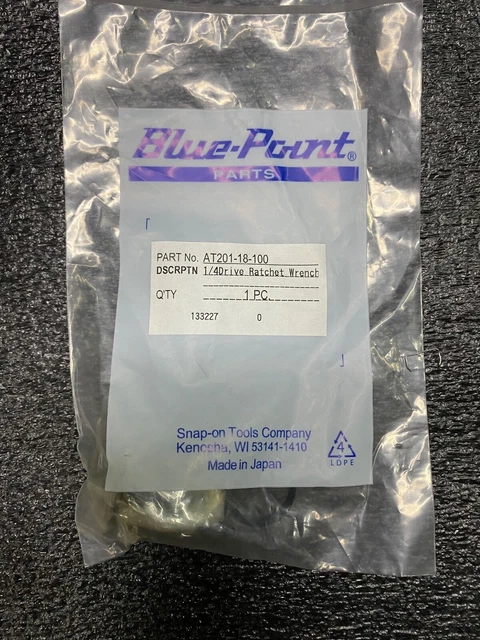 Blue-Point®
PARTS
PART No. AT201-18-100
DSCRPTN 1/4Drive Ratchet Wrench
Q'TY 1 PC.
133227 0
Snap-on Tools Company
Kenosha, WI 53141-1410
Made in Japan
4
LDPE